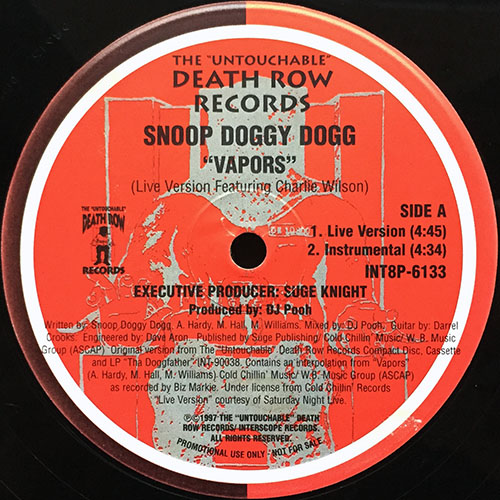 THE "UNTOUCHABLE"
DEATH ROW
RECORDS
SNOOP DOGGY DOGG
"VAPORS"
(Live Version Featuring Charlie Wilson)
SIDE A
1. Live Version (4:45)
2. Instrumental (4:34)
INT8P-6133
THE "UNTOUCHABLE"
DEATH ROW
RECORDS
EXECUTIVE PRODUCER: SUGE KNIGHT
Produced by: DJ Pooh
Written by: Snoop Doggy Dogg, A. Hardy, M. Hall, M. Williams. Mixed by: DJ Pooh. Guitar by: Darrel
Crooks. Engineered by: Dave Aron - Published by Suge Publishing/ Cold Chillin' Music/ W. B. Music
Group (ASCAP) Original version from The "Untouchable" Death Row Records Compact Disc, Cassette
and LP "Tha Doggfather" INT-90038. Contains an interpolation from "Vapors"
(A. Hardy, M. Hall, M. Williams) Cold Chillin' Music/ W.B. Music Group (ASCAP)
as recorded by Biz Markie. Under license from Cold Chillin' Records
"Live Version" courtesy of Saturday Night Live.
℗©1997 THE "UNTOUCHABLE" DEATH
ROW RECORDS/ INTERSCOPE RECORDS.
ALL RIGHTS RESERVED.
PROMOTIONAL USE ONLY - NOT FOR SALE